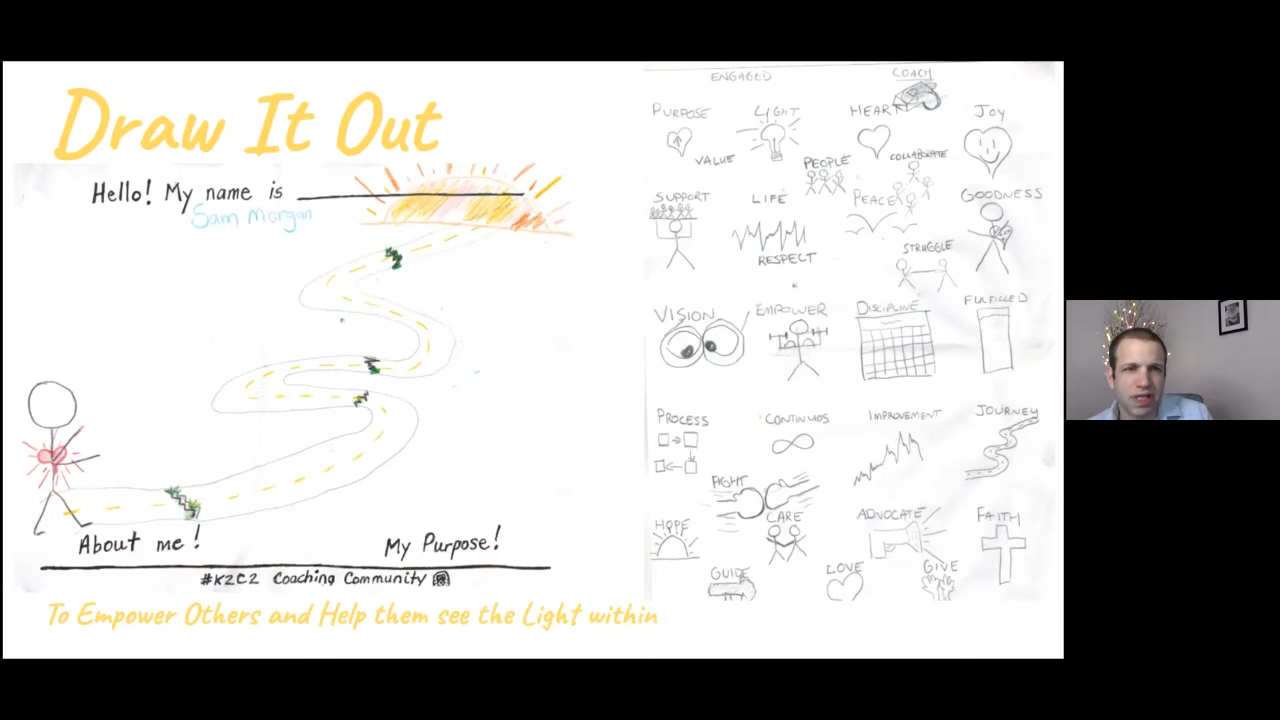 Draw It Out
Hello! My name is
Sam Morgan
About me!
My Purpose!
#K2C2 Coaching Community
To Empower Others and Help them see the Light within
ENGAGED
COACH
PURPOSE
LIGHT
HEART
JOY
VALUE
PEOPLE
COLLABORATE
SUPPORT
LIFE
PEACE
GOODNESS
RESPECT
STRUGGLE
VISION
EMPOWER
DISCIPLINE
FULFILLED
PROCESS
CONTINUOS
IMPROVEMENT
JOURNEY
FIGHT
HOPE
CARE
ADVOCATE
FAITH
GUIDE
LOVE
GIVE